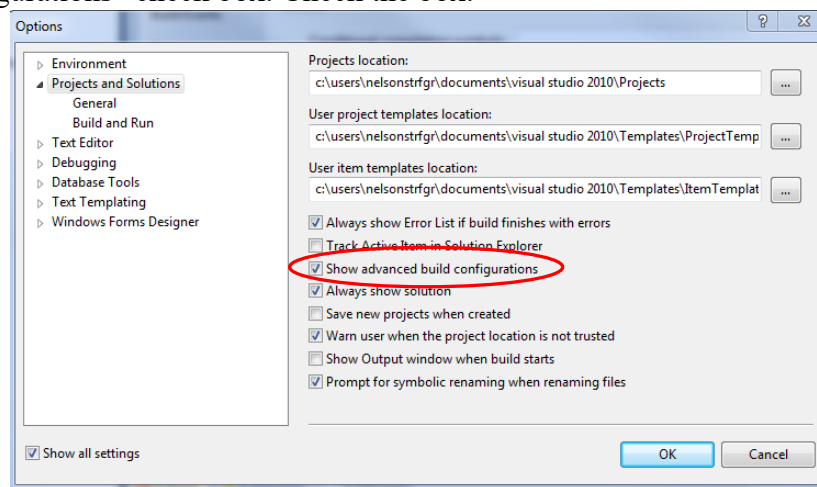 Options
Environment
Projects and Solutions
General
Build and Run
Text Editor
Debugging
Database Tools
Text Templating
Windows Forms Designer
Projects location:
c:\users\nelsonstrfgr\documents\visual studio 2010\Projects
...
User project templates location:
c:\users\nelsonstrfgr\documents\visual studio 2010\Templates\ProjectTemp
...
User item templates location:
c:\users\nelsonstrfgr\documents\visual studio 2010\Templates\ItemTemplat
...
Always show Error List if build finishes with errors
Track Active Item in Solution Explorer
Show advanced build configurations
Always show solution
Save new projects when created
Warn user when the project location is not trusted
Show Output window when build starts
Prompt for symbolic renaming when renaming files
Show all settings
OK
Cancel